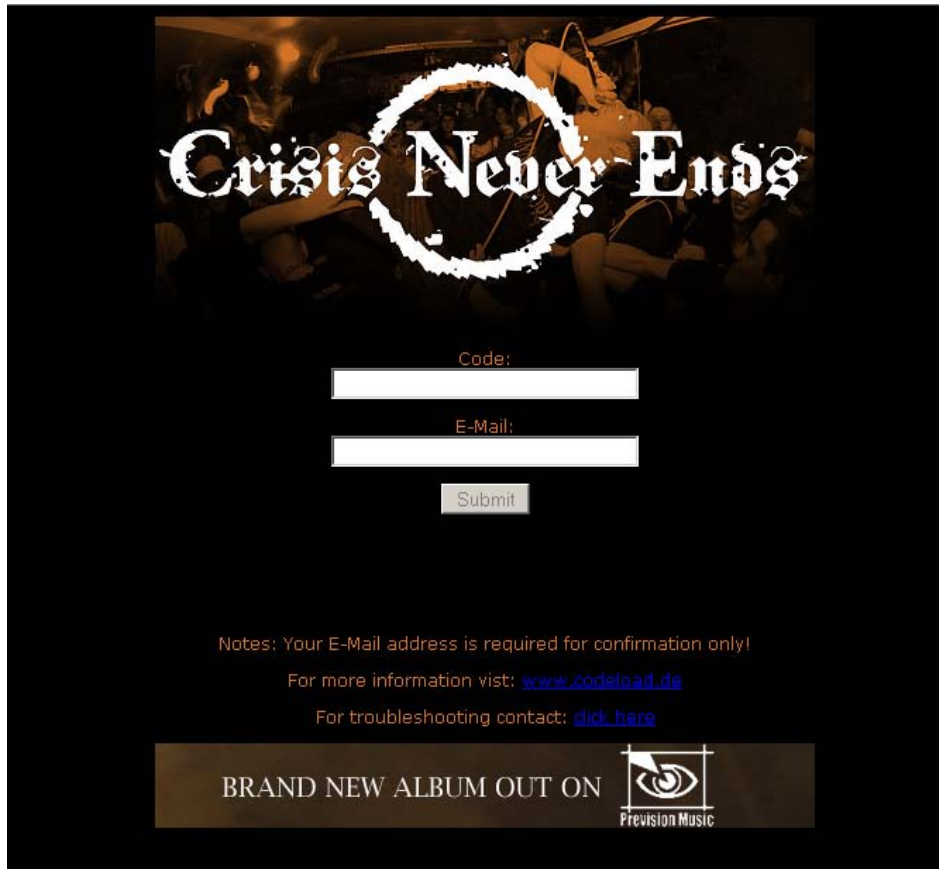 Crisis Never Ends
Code:
E-Mail:
Submit
Notes: Your E-Mail address is required for confirmation only!
For more information vist: www.codeload.de
For troubleshooting contact: click here
BRAND NEW ALBUM OUT ON
Prevision Music